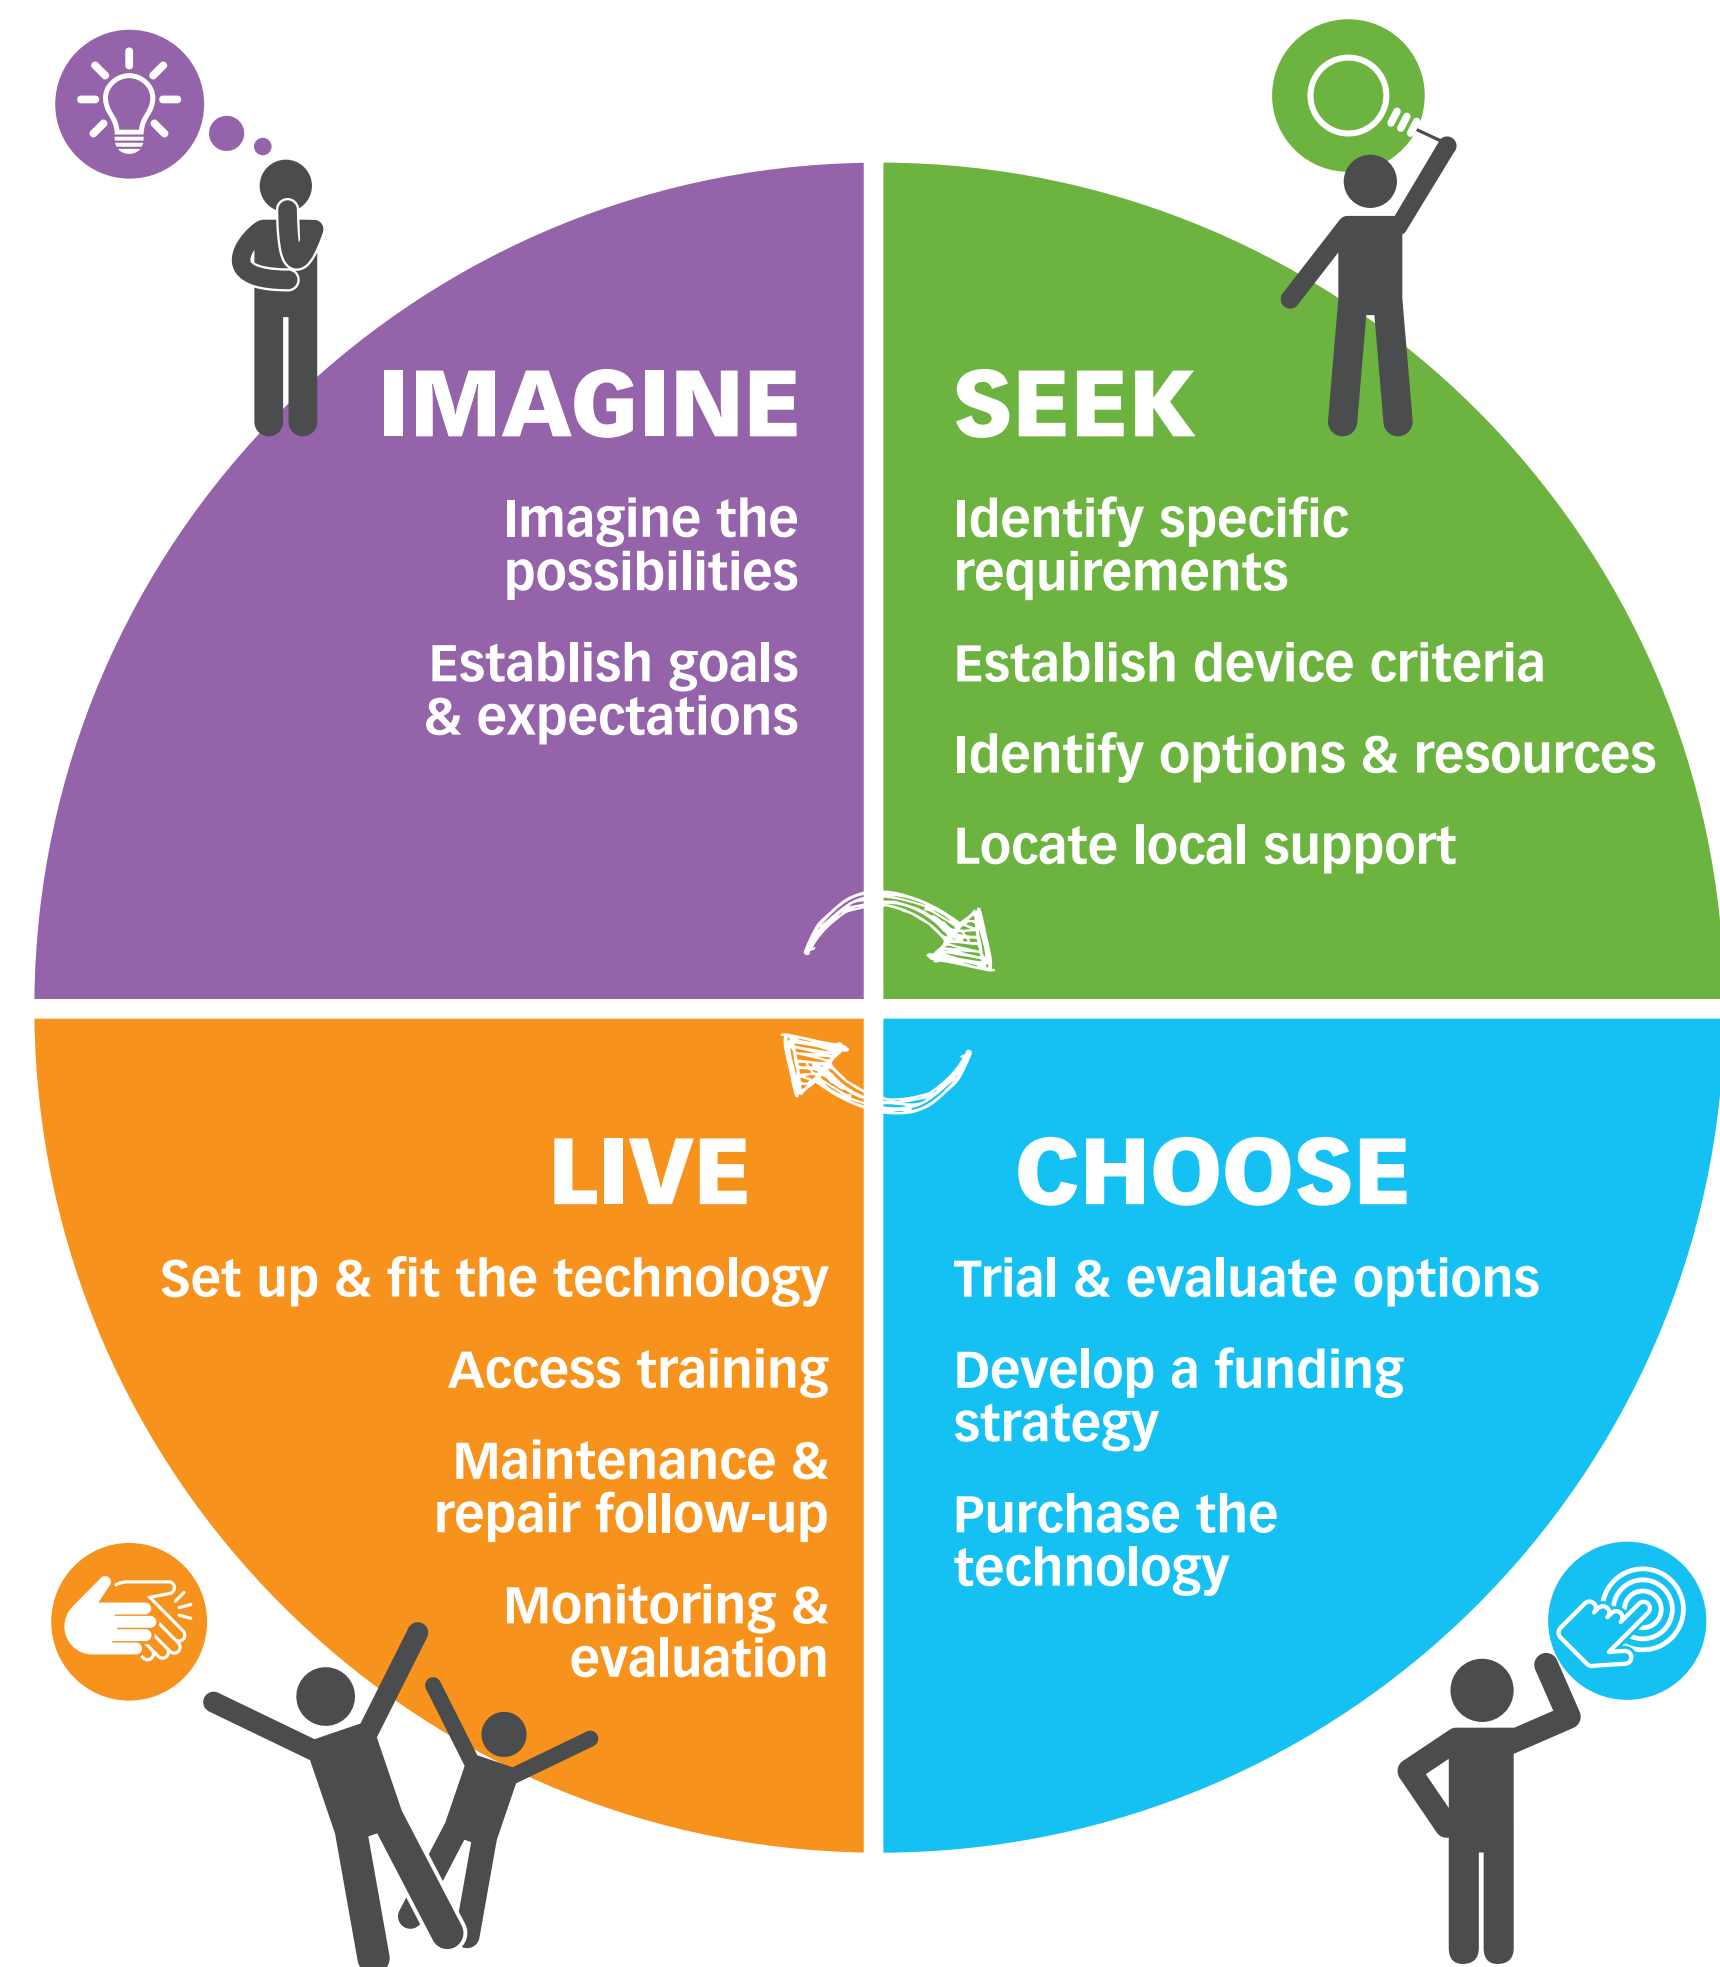 IMAGINE
Imagine the
possibilities
Establish goals
& expectations
SEEK
Identify specific
requirements
Establish device criteria
Identify options & resources
Locate local support
LIVE
Set up & fit the technology
Access training
Maintenance &
repair follow-up
Monitoring &
evaluation
CHOOSE
Trial & evaluate options
Develop a funding
strategy
Purchase the
technology